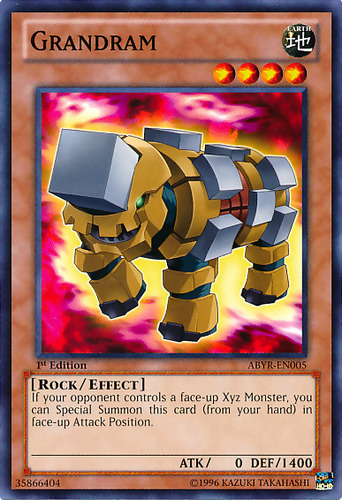 GRANDRAM
EARTH
地
1st Edition
ABYR-EN005
[ROCK/EFFECT]
If your opponent controls a face-up Xyz Monster, you
can Special Summon this card (from your hand) in
face-up Attack Position.
ATK/ 0 DEF/1400
35866404
©1996 KAZUKI TAKAHASHI